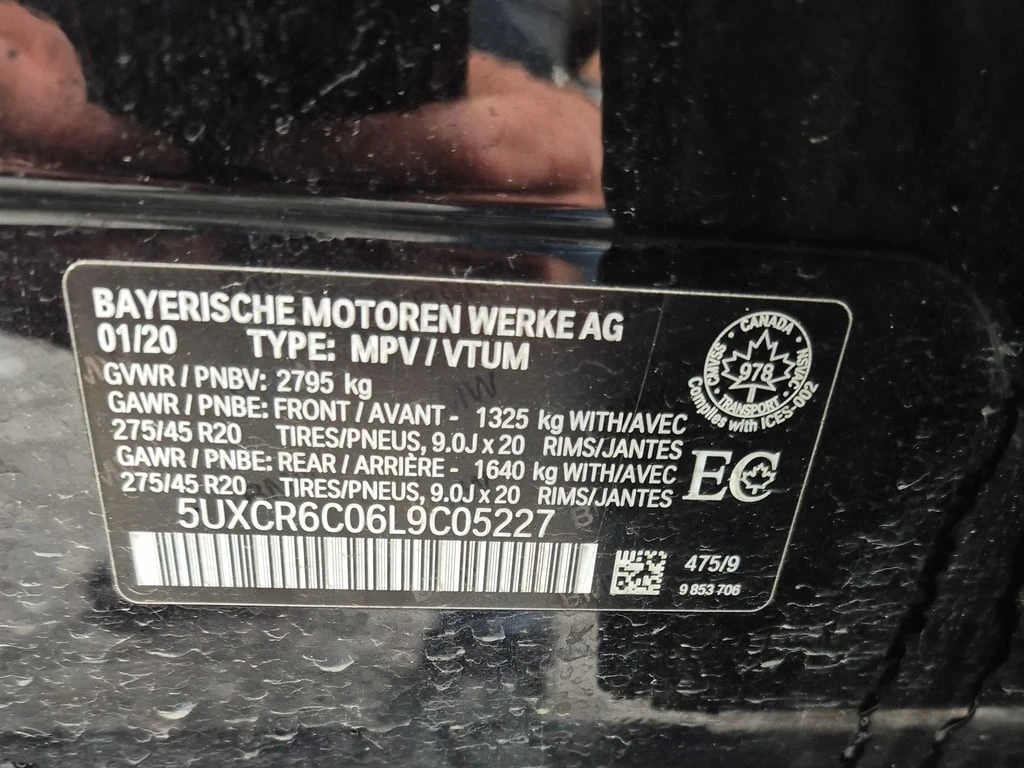 BAYERISCHE MOTOREN WERKE AG
01/20 TYPE: MPV / VTUM
GVWR / PNBV: 2795 kg
GAWR / PNBE: FRONT / AVANT - 1325 kg WITH/AVEC
275/45 R20 TIRES/PNEUS, 9.0J x 20 RIMS/JANTES
GAWR / PNBE: REAR / ARRIÈRE - 1640 kg WITH/AVEC
275/45 R20 TIRES/PNEUS, 9.0J x 20 RIMS/JANTES
5UXCR6C06L9C05227
CANADA
CMVSS
NSVAC
978
TRANSPORT
Complies with ICES-002
EC
475/9
9 853 706